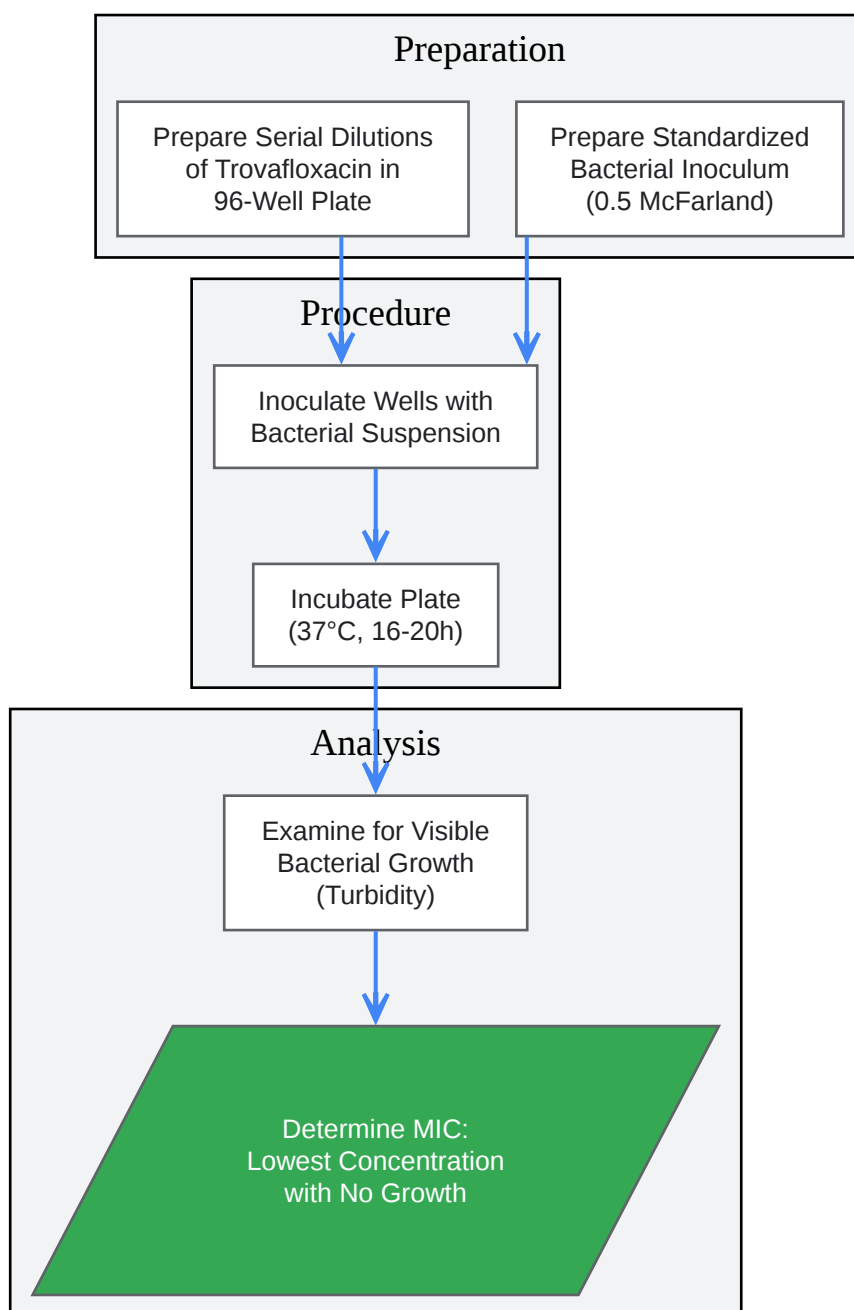 Preparation
Prepare Serial Dilutions
of Trovafloxacin in
96-Well Plate
Prepare Standardized
Bacterial Inoculum
(0.5 McFarland)
Procedure
Inoculate Wells with
Bacterial Suspension
Incubate Plate
(37°C, 16-20h)
Analysis
Examine for Visible
Bacterial Growth
(Turbidity)
Determine MIC:
Lowest Concentration
with No Growth